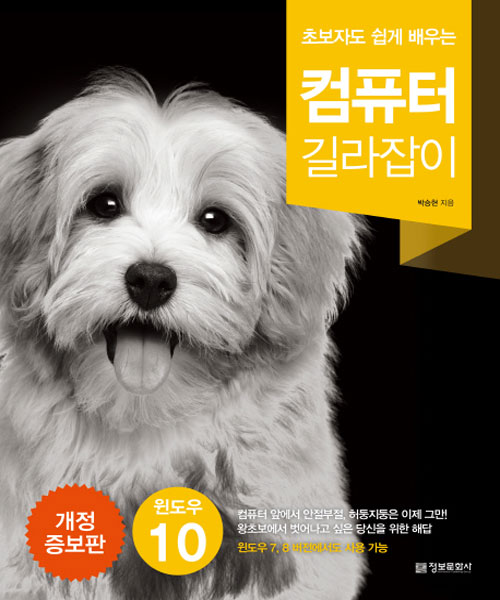 초보자도 쉽게 배우는
컴퓨터
길라잡이
박승현 지음
개정
증보판
윈도우
10
컴퓨터 앞에서 안절부절, 허둥지둥은 이제 그만!
왕초보에서 벗어나고 싶은 당신을 위한 해답
윈도우 7, 8 버전에서도 사용 가능
정보문화사